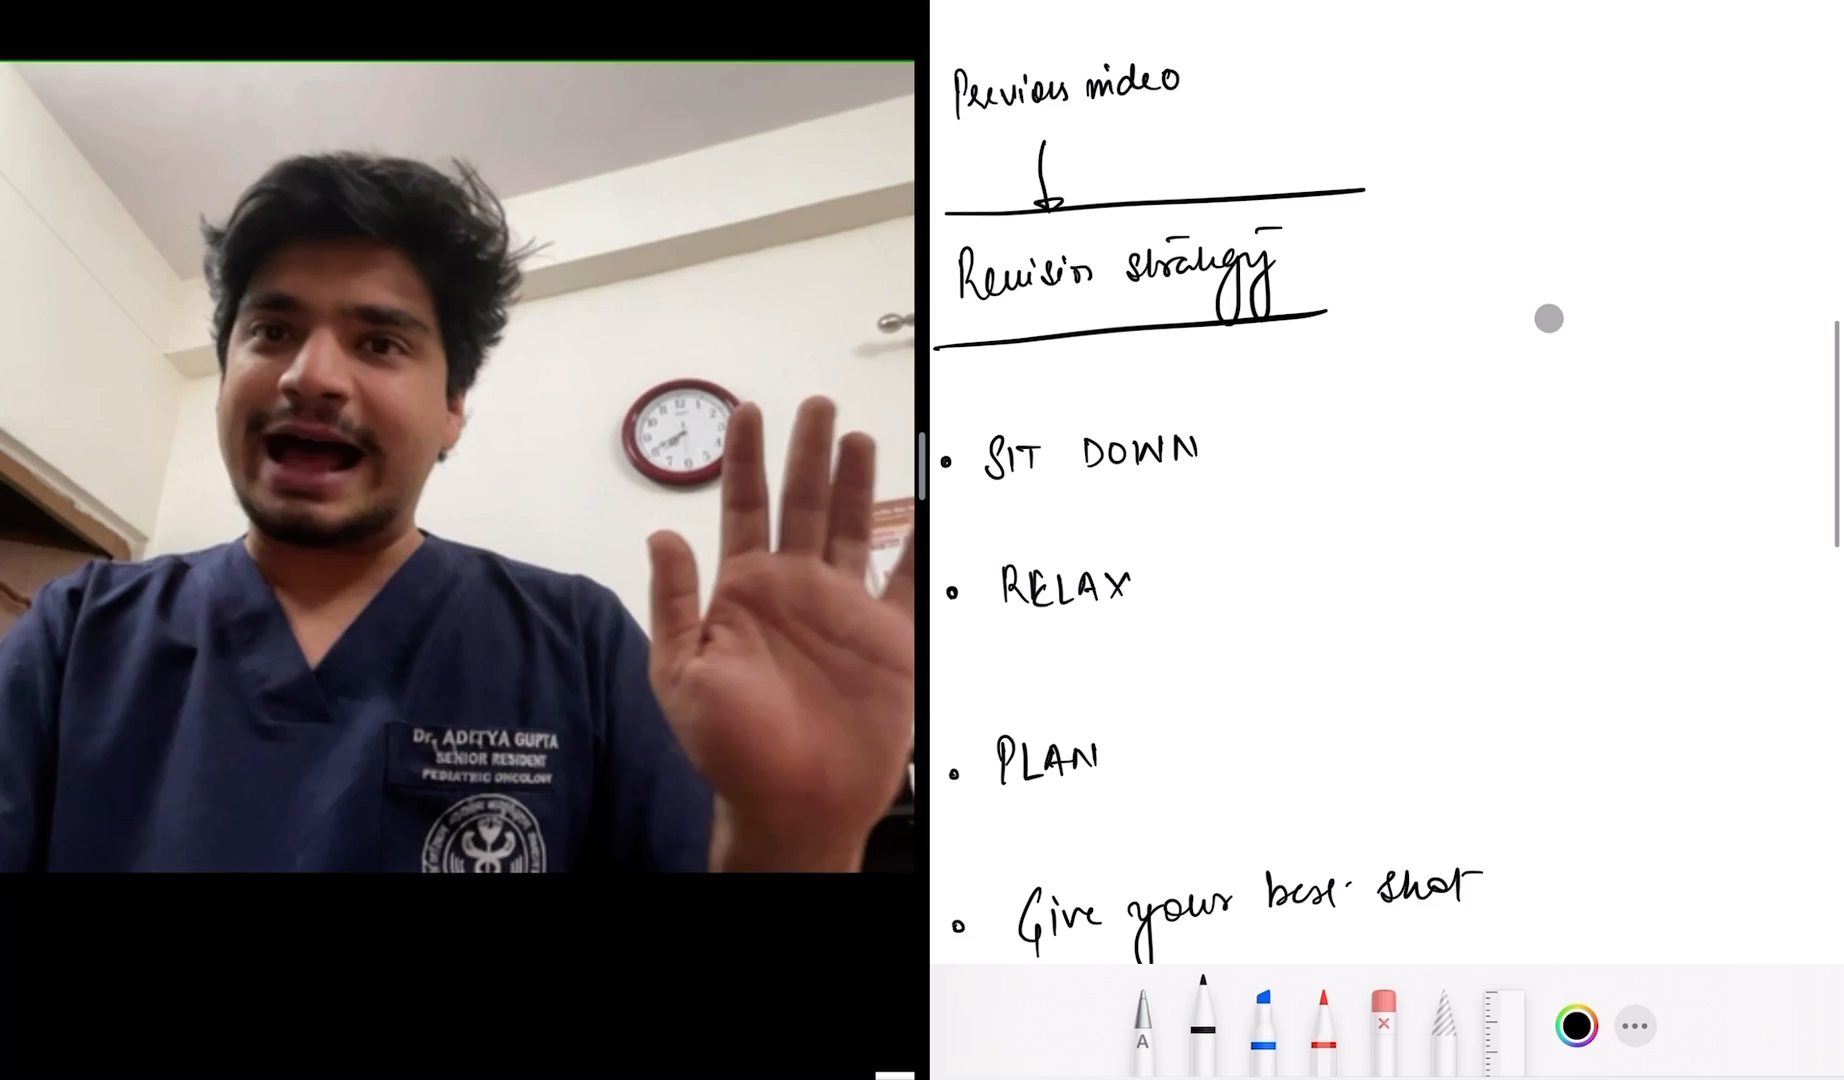 Dr. ADITYA GUPTA
SENIOR RESIDENT
PEDIATRIC ONCOLOGY
Previous video
Revision strategy
• SIT DOWN
• RELAX
• PLAN
• Give your best shot
A